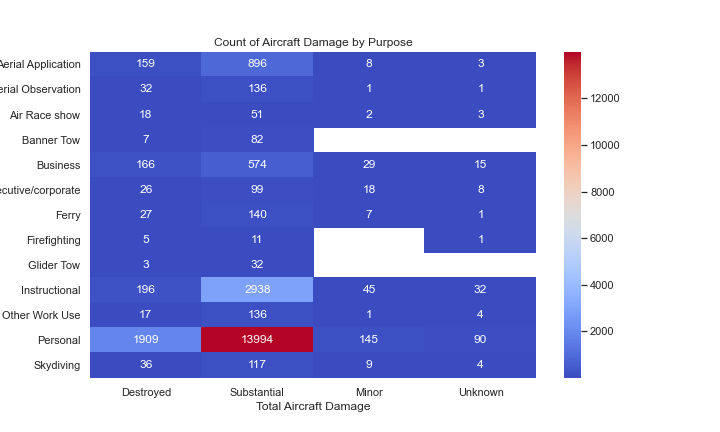 Count of Aircraft Damage by Purpose
Aerial Application 159 896 8 3
erial Observation 32 136 1 1
Air Race show 18 51 2 3
Banner Tow 7 82
Business 166 574 29 15
ecutive/corporate 26 99 18 8
Ferry 27 140 7 1
Firefighting 5 11 1
Glider Tow 3 32
Instructional 196 2938 45 32
Other Work Use 17 136 1 4
Personal 1909 13994 145 90
Skydiving 36 117 9 4
Destroyed Substantial Minor Unknown
Total Aircraft Damage
12000
10000
8000
6000
4000
2000